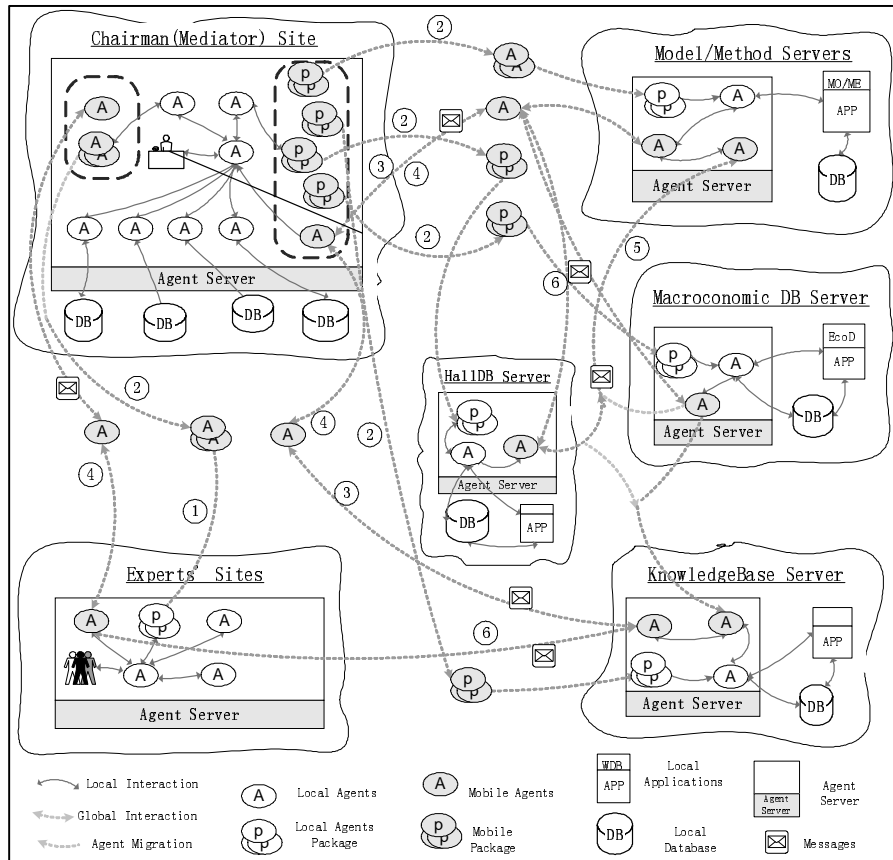 Chairman(Mediator) Site
A
A
A
A
A
A
A
A
A
A
p
p
p
p
p
p
p
p
A
Agent Server
DB
DB
DB
DB
2
A
A
A
2
3
4
p
p
2
p
p
Model/Method Servers
p
p
A
A
A
Agent Server
MO/ME
APP
DB
5
6
Macroconomic DB Server
p
p
A
A
Agent Server
EcoD
APP
DB
HallDB Server
p
p
A
A
Agent Server
DB
APP
2
A
A
A
A
4
2
4
1
3
Experts Sites
A
p
p
A
A
A
Agent Server
6
p
p
KnowledgeBase Server
A
A
p
p
A
Agent Server
APP
DB
Local Interaction
Global Interaction
Agent Migration
A
Local Agents
p
p
Local Agents
Package
A
Mobile Agents
p
p
Mobile
Package
WDB
APP
Local
Applications
DB
Local
Database
Agent
Server
Agent
Server
Messages